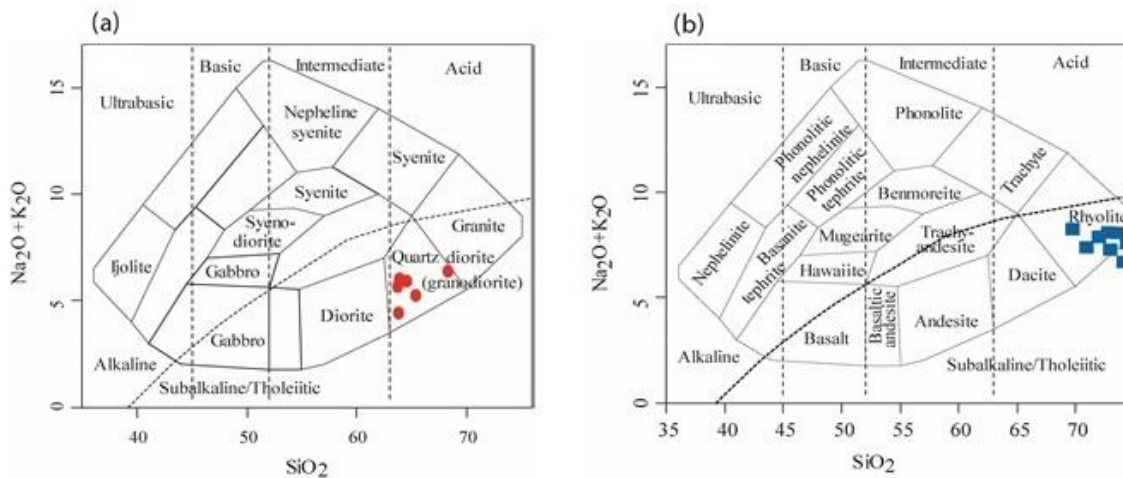 (a)
Basic
Intermediate
Acid
Ultrabasic
Nepheline
syenite
Syenite
Syenite
Granite
Syeno-
diorite
Quartz diorite
(granodiorite)
Ijolite
Gabbro
Diorite
Gabbro
Alkaline
Subalkaline/Tholeiitic
Na2O+K2O
0
5
10
15
40
50
60
70
SiO2
(b)
Basic
Intermediate
Acid
Ultrabasic
Phonolitic
nephelinite
Phonolite
Phonolitic
tephrite
Trachyte
Benmoreite
Rhyolite
Nephelinite
Basanite
tephrite
Mugearite
Trachy-
andesite
Hawaiite
Dacite
Basalt
Basaltic
andesite
Andesite
Alkaline
Subalkaline/Tholeiitic
Na2O+K2O
0
5
10
15
35
40
45
50
55
60
65
70
SiO2